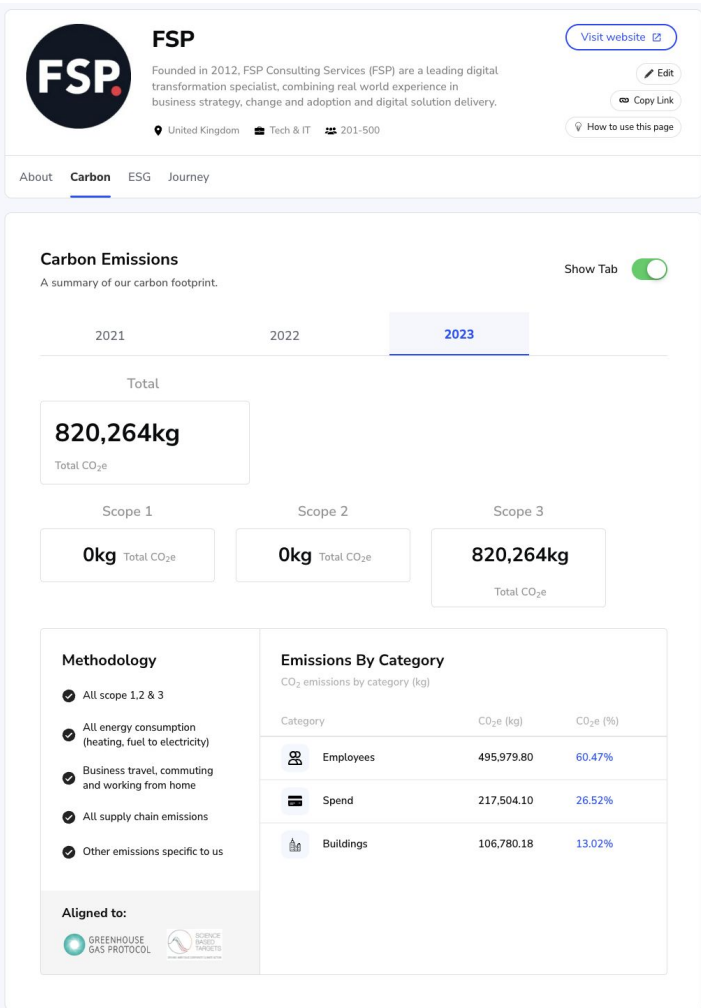 FSP.
FSP
Founded in 2012, FSP Consulting Services (FSP) are a leading digital
transformation specialist, combining real world experience in
business strategy, change and adoption and digital solution delivery.
United Kingdom Tech & IT 201-500
Visit website
Edit
Copy Link
How to use this page
About Carbon ESG Journey
Carbon Emissions
A summary of our carbon footprint.
Show Tab
2021 2022 2023
Total
820,264kg
Total CO₂e
Scope 1 Scope 2 Scope 3
0kg Total CO₂e
0kg Total CO₂e
820,264kg
Total CO₂e
Methodology
All scope 1,2 & 3
All energy consumption
(heating, fuel to electricity)
Business travel, commuting
and working from home
All supply chain emissions
Other emissions specific to us
Aligned to:
GREENHOUSE
GAS PROTOCOL
SCIENCE
BASED
TARGETS
Emissions By Category
CO₂ emissions by category (kg)
Category C0₂e (kg) C0₂e (%)
Employees 495,979.80 60.47%
Spend 217,504.10 26.52%
Buildings 106,780.18 13.02%